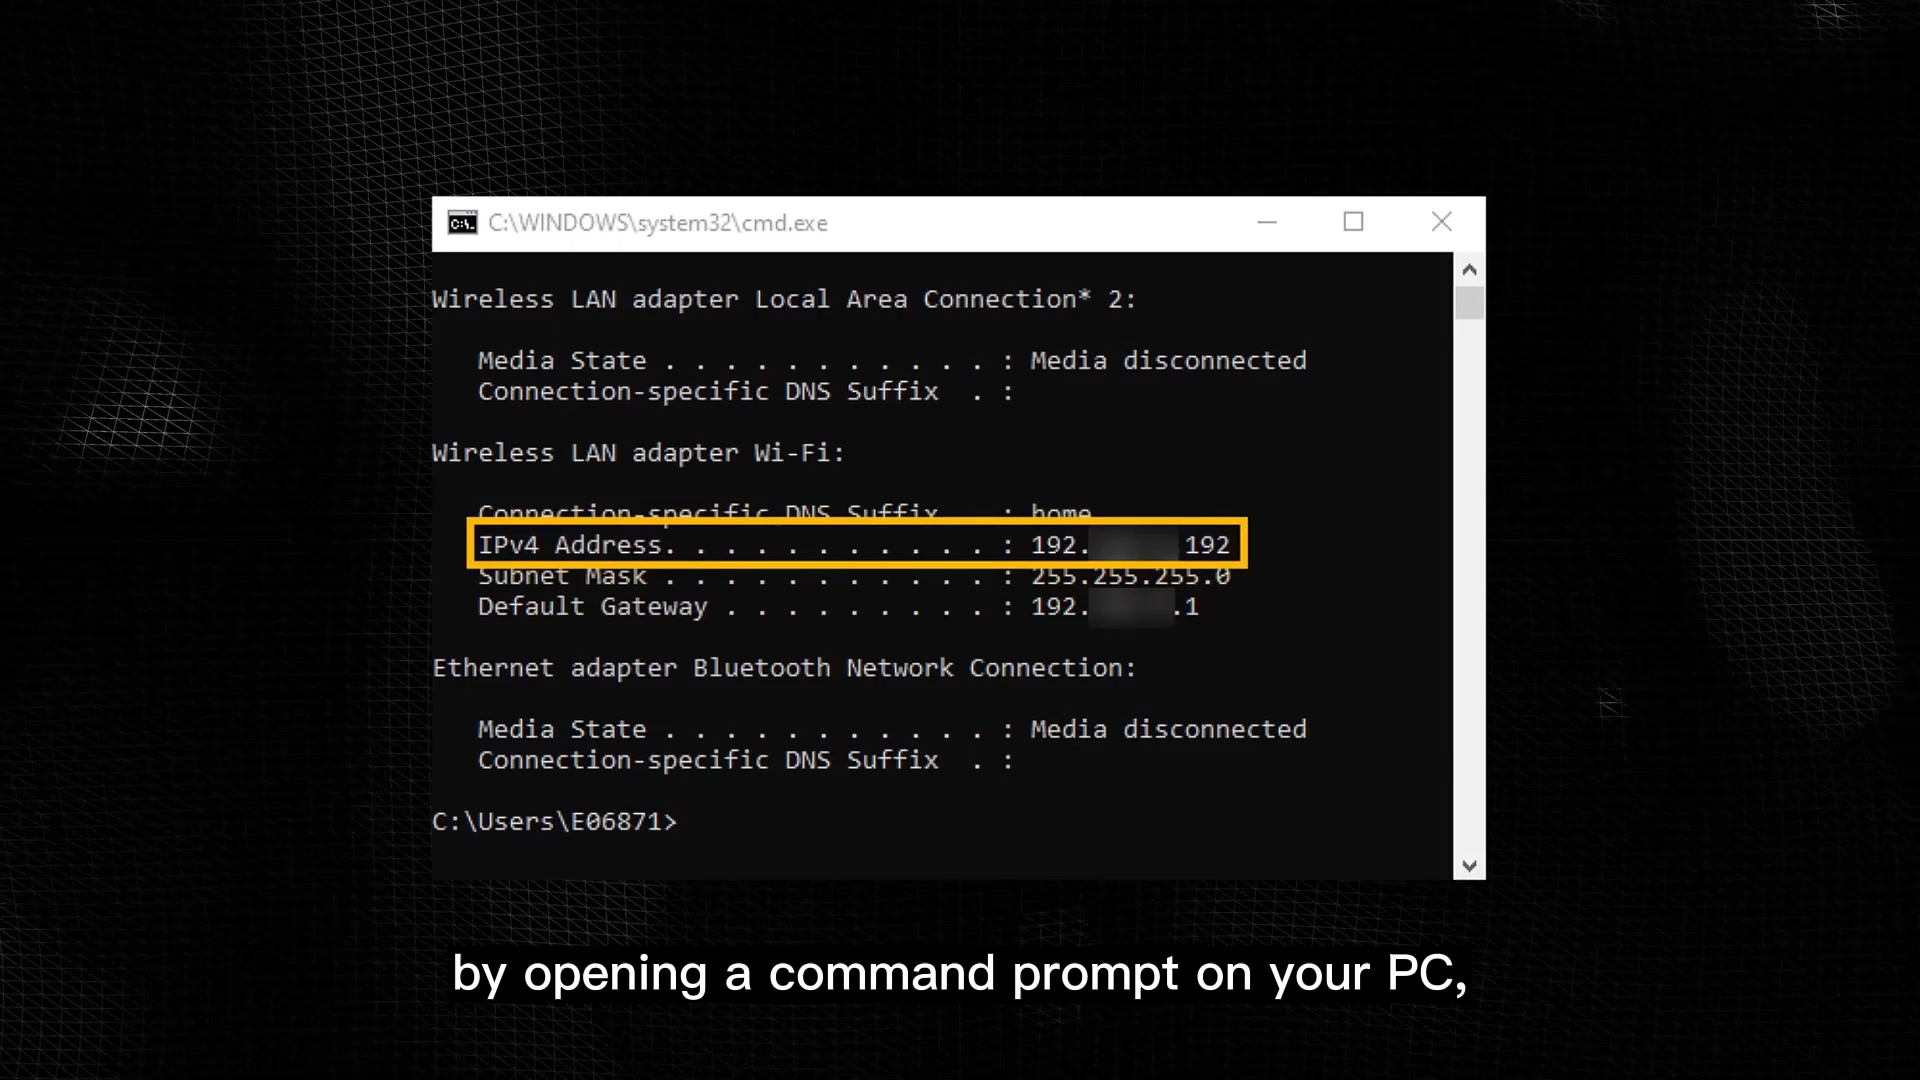 C:\WINDOWS\system32\cmd.exe
Wireless LAN adapter Local Area Connection* 2:
Media State . . . . . . . . . . . : Media disconnected
Connection-specific DNS Suffix  . :
Wireless LAN adapter Wi-Fi:
Connection-specific DNS Suffix  . : home
IPv4 Address. . . . . . . . . . . : 192. .192
Subnet Mask . . . . . . . . . . . : 255.255.255.0
Default Gateway . . . . . . . . . : 192. .1
Ethernet adapter Bluetooth Network Connection:
Media State . . . . . . . . . . . : Media disconnected
Connection-specific DNS Suffix  . :
C:\Users\E06871>
by opening a command prompt on your PC,